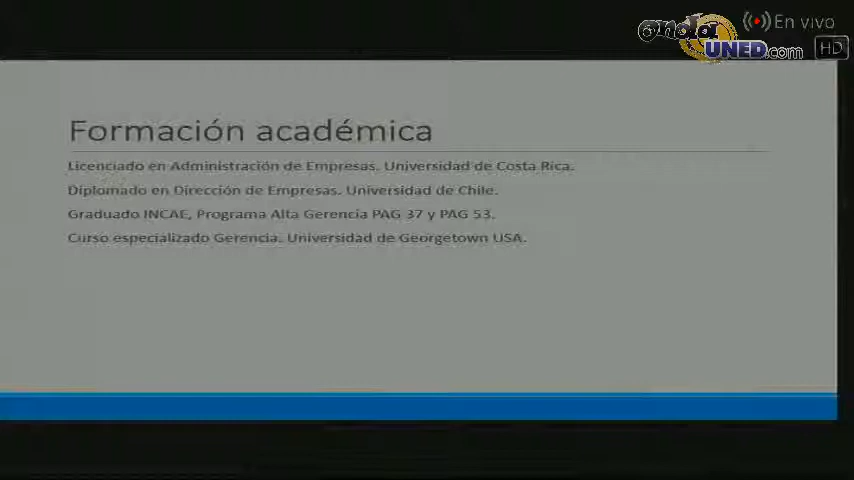 onda
UNED.com
En vivo
HD
Formación académica
Licenciado en Administración de Empresas. Universidad de Costa Rica.
Diplomado en Dirección de Empresas. Universidad de Chile.
Graduado INCAE, Programa Alta Gerencia PAG 37 y PAG 53.
Curso especializado Gerencia. Universidad de Georgetown USA.